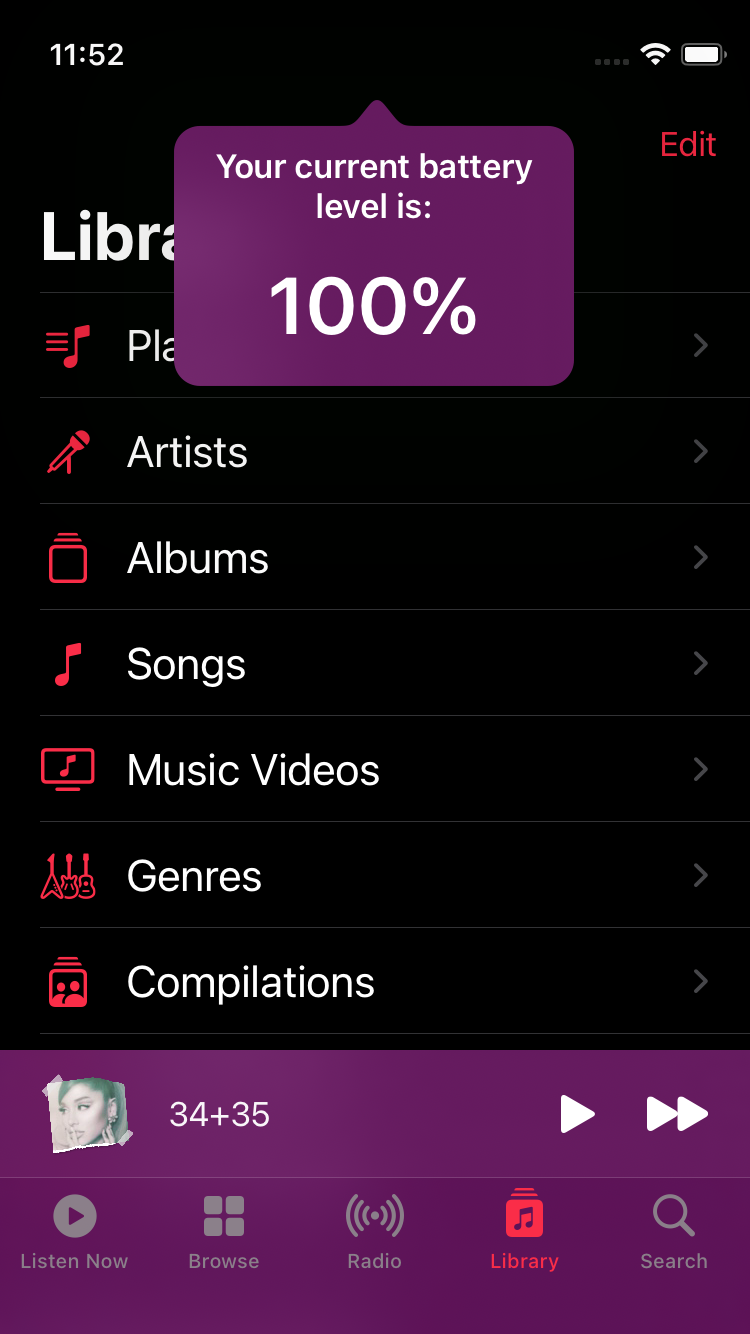 11:52
Your current battery
level is:
100%
Edit
Libra
Pla
Artists
Albums
Songs
Music Videos
Genres
Compilations
34+35
Listen Now
Browse
Radio
Library
Search